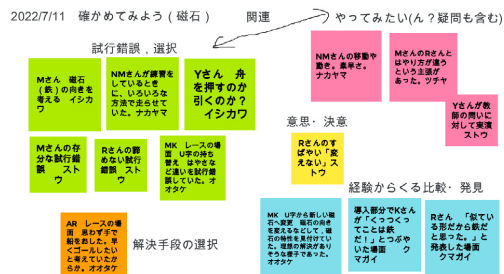 2022/7/11 確かめてみよう（磁石）
関連
やってみたい(ん？疑問も含む)
試行錯誤，選択
Mさん 磁石
（鉄）の向きを
考える イシカ
ワ
NMさんが練習を
しているとき
に、いろいろな
方法で走らせて
いた。ナカヤマ
Yさん 舟
を押すのか
引くのか？
イシカワ
NMさんの移動や
動き。素早さ。
ナカヤマ
MさんのRさんと
はやり方が違う
という主張が
あった。ツチヤ
Yさんが教
師の問いに
対して実演
ストウ
Mさんの存
分な試行錯
誤 ストウ
Rさんの諦
めない試行
錯誤 スト
ウ
MK レースの場
面 U字の持ち
替え はやさな
ど違いを試行錯
誤していた。オ
オタケ
意思・決意
Rさんのす
ばやい「変
えない」ス
トウ
経験からくる比較・発見
AR レースの場
面 思わず手で
船をおした。早
くゴールしたい
と考えていたか
らか。オオタケ
解決手段の選択
MK U字から新しい磁
石へ変更 磁石の向き
を変えるなどして、磁
石の特性を見付けてい
た。理想の解決があり
そうな様子であった。
オオタケ
導入部分でKさん
が「くっつくっ
てことは鉄
だ！」とつぶや
いた場面 ク
マガイ
Rさん 「似てい
る形だから鉄だ
と思った。」と
発表した場面
クマガイ